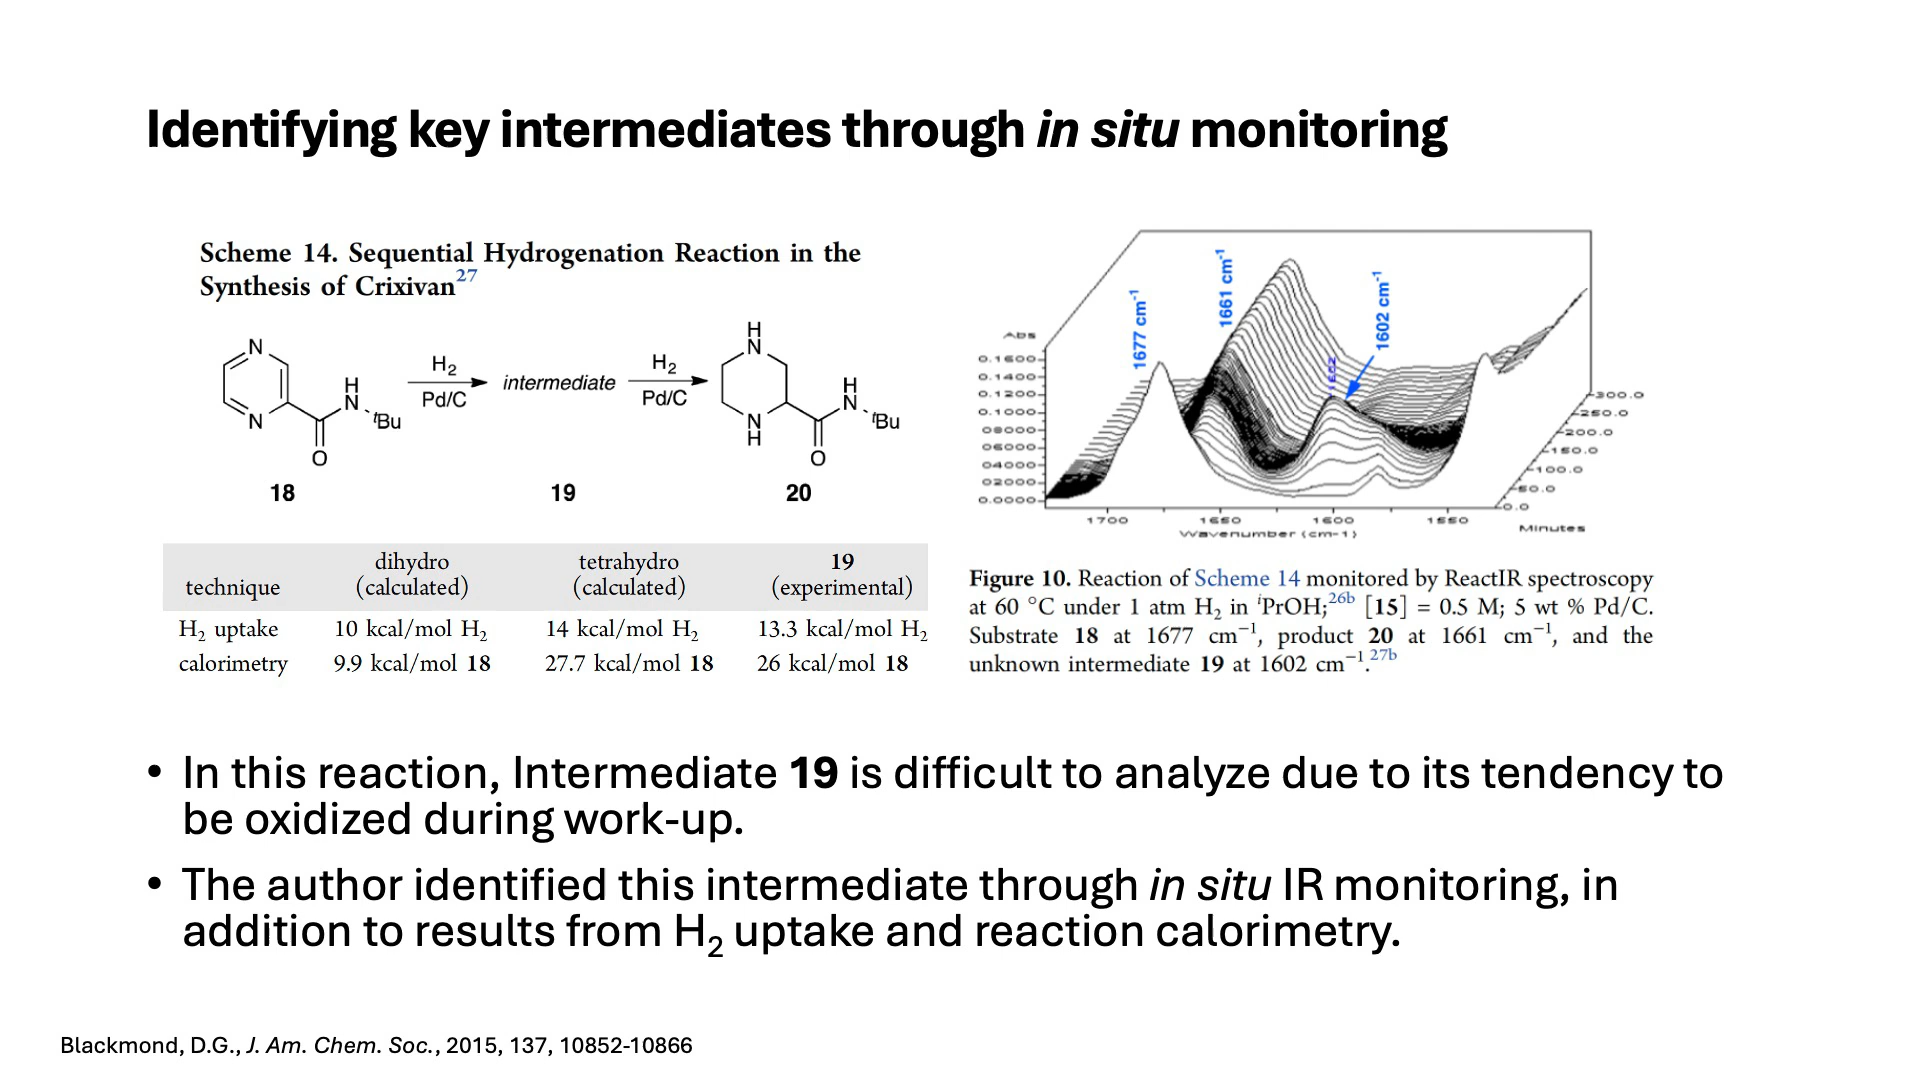 Identifying key intermediates through in situ monitoring
Scheme 14. Sequential Hydrogenation Reaction in the
Synthesis of Crixivan27
N
N
H
N
tBu
O
18
H2
Pd/C
intermediate
19
H2
Pd/C
H
N
N
H
H
N
tBu
O
20
technique dihydro (calculated) tetrahydro (calculated) 19 (experimental)
H2 uptake 10 kcal/mol H2 14 kcal/mol H2 13.3 kcal/mol H2
calorimetry 9.9 kcal/mol 18 27.7 kcal/mol 18 26 kcal/mol 18
1677 cm-1
1661 cm-1
1602 cm-1
Abs
0.1600
0.1400
0.1200
0.1000
08000
06000
04000
02000
0.0000
1700 1650 1600 1550
Wavenumber (cm-1)
300.0
250.0
200.0
150.0
100.0
50.0
0.0
Minutes
Figure 10. Reaction of Scheme 14 monitored by ReactIR spectroscopy
at 60 °C under 1 atm H2 in iPrOH;26b [15] = 0.5 M; 5 wt % Pd/C.
Substrate 18 at 1677 cm−1, product 20 at 1661 cm−1, and the
unknown intermediate 19 at 1602 cm−1.27b
• In this reaction, Intermediate 19 is difficult to analyze due to its tendency to
be oxidized during work-up.
• The author identified this intermediate through in situ IR monitoring, in
addition to results from H2 uptake and reaction calorimetry.
Blackmond, D.G., J. Am. Chem. Soc., 2015, 137, 10852-10866